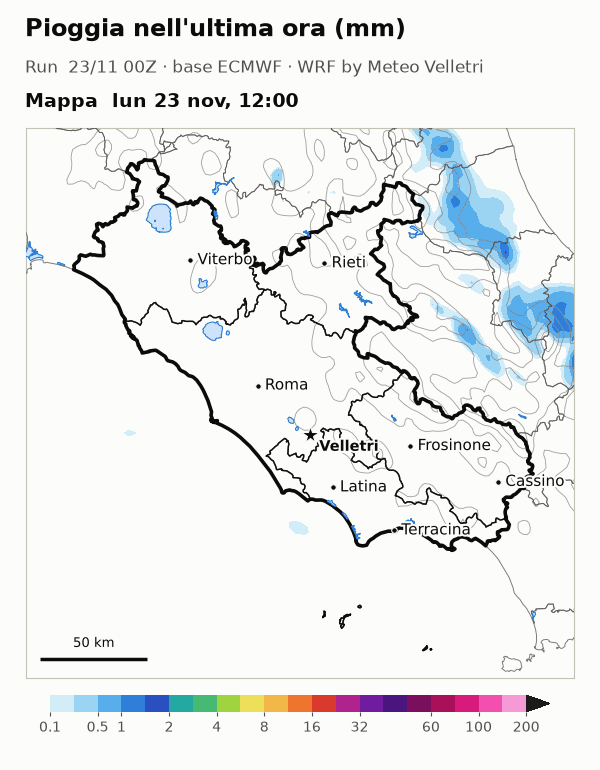 Pioggia nell'ultima ora (mm)
Run  23/11 00Z · base ECMWF · WRF by Meteo Velletri
Mappa  lun 23 nov, 12:00
Viterbo
Rieti
Roma
Velletri
Frosinone
Cassino
Latina
Terracina
50 km
0.1 0.5 1 2 4 8 16 32 60 100 200